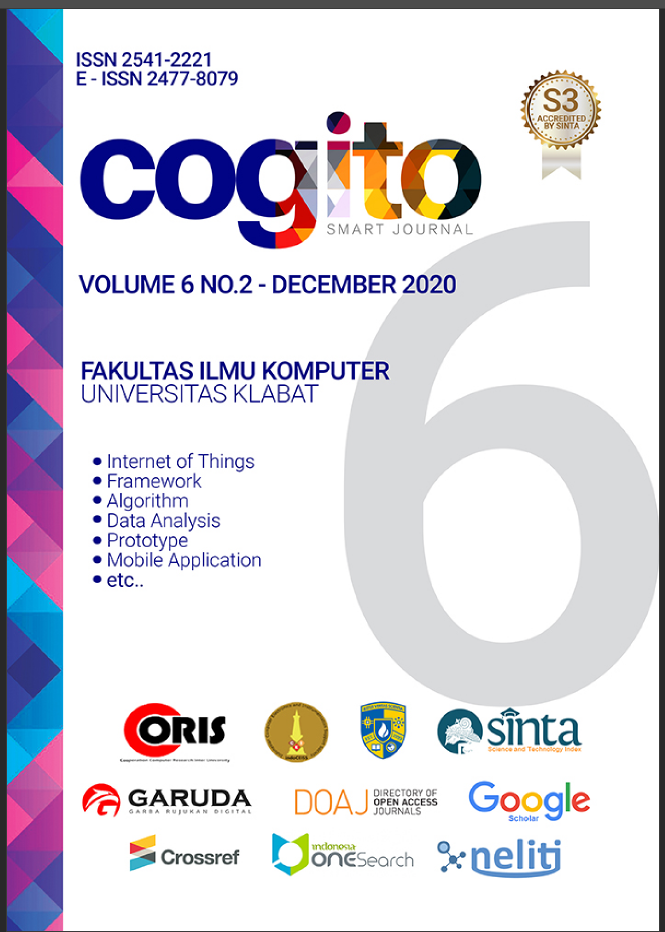 ISSN 2541-2221
E - ISSN 2477-8079
S3
ACCREDITED
BY SINTA
cogito
SMART JOURNAL
VOLUME 6 NO.2 - DECEMBER 2020
6
FAKULTAS ILMU KOMPUTER
UNIVERSITAS KLABAT
• Internet of Things
• Framework
• Algorithm
• Data Analysis
• Prototype
• Mobile Application
• etc..
CORIS
sinta
Science and Technology Index
GARUDA
GARBA RUJUKAN DIGITAL
DOAJ
DIRECTORY OF
OPEN ACCESS
JOURNALS
Google
Scholar
Crossref
indonesia
oneSearch
neliti